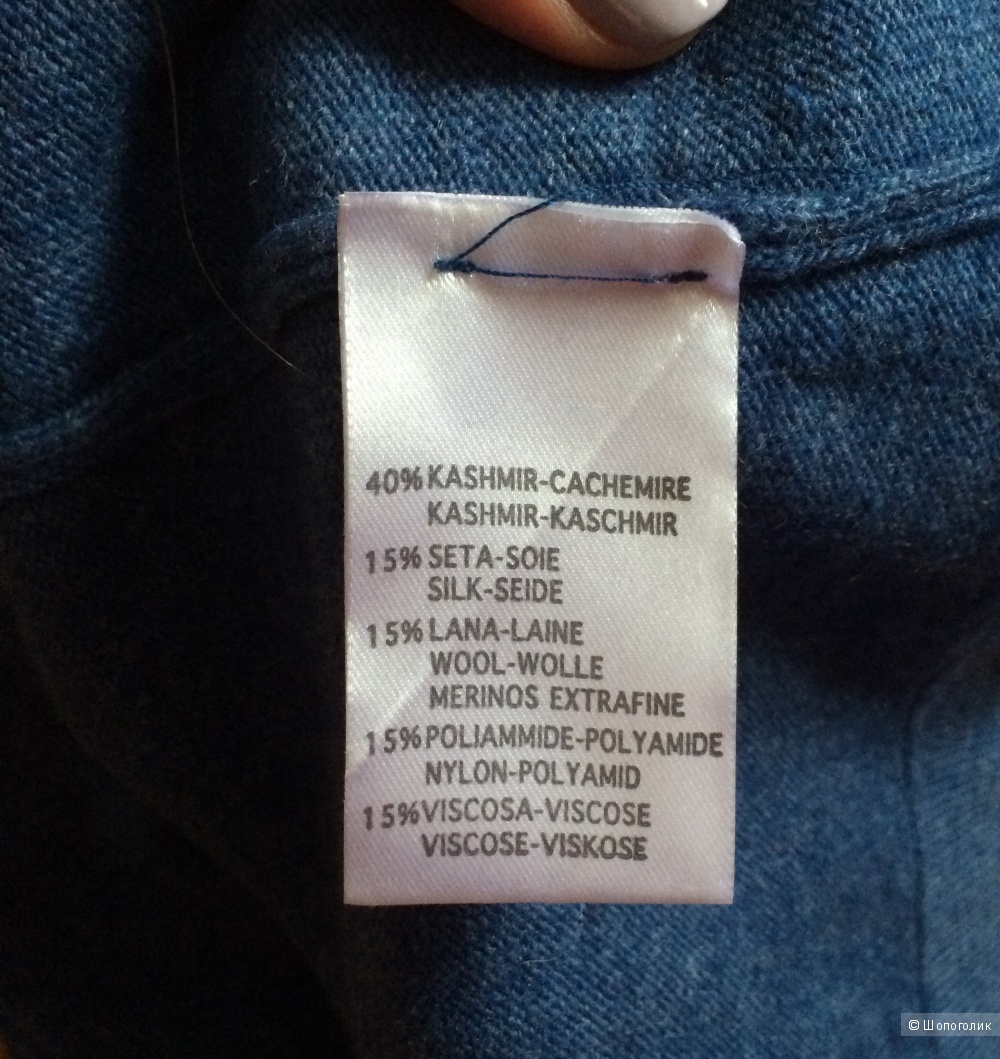 40% KASHMIR-CACHEMIRE
KASHMIR-KASCHMIR
15% SETA-SOIE
SILK-SEIDE
15% LANA-LAINE
WOOL-WOLLE
MERINOS EXTRAFINE
15% POLIAMMIDE-POLYAMIDE
NYLON-POLYAMID
15% VISCOSA-VISCOSE
VISCOSE-VISKOSE
© Шопоголик